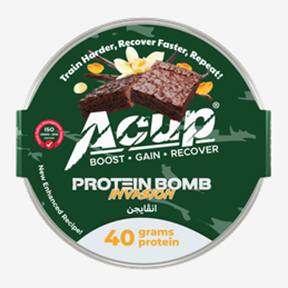 Train Harder, Recover Faster, Repeat!
Acup®
BOOST • GAIN • RECOVER
ISO
PROTEIN BOMB
INVASION
انڤايجن
New Enhanced Recipe!
40 grams
protein